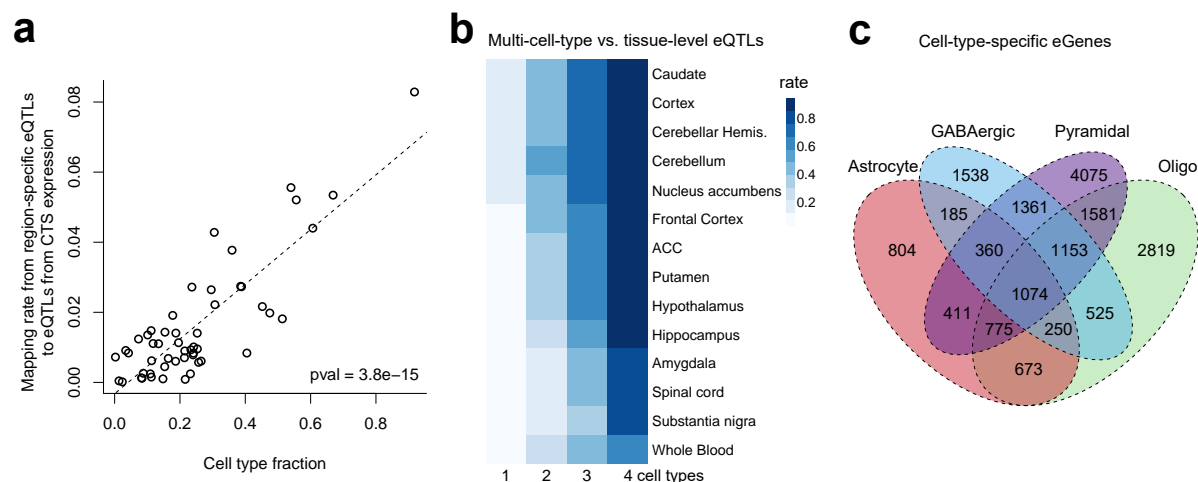 a
Mapping rate from region-specific eQTLs
to eQTLs from CTS expression
0.08
0.06
0.04
0.02
0.00
pval = 3.8e−15
0.0 0.2 0.4 0.6 0.8
Cell type fraction
b
Multi-cell-type vs. tissue-level eQTLs
Caudate
Cortex
Cerebellar Hemis.
Cerebellum
Nucleus accumbens
Frontal Cortex
ACC
Putamen
Hypothalamus
Hippocampus
Amygdala
Spinal cord
Substantia nigra
Whole Blood
1 2 3 4 cell types
rate
0.8
0.6
0.4
0.2
c
Cell-type-specific eGenes
GABAergic Pyramidal
Astrocyte Oligo
1538 4075
185 1361 1581
804 360 1153 2819
1074
411 525
775 250
673